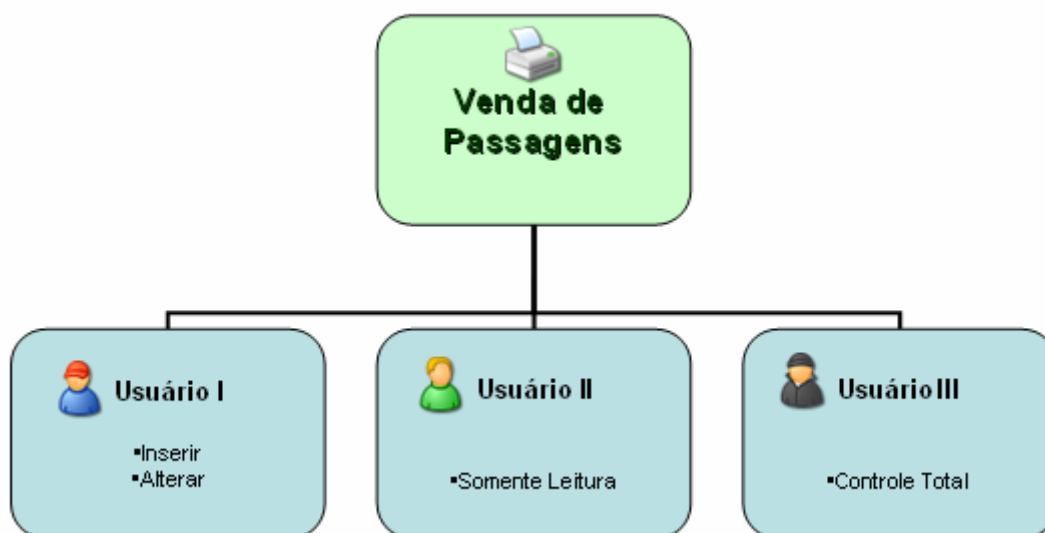 Venda de
Passagens
Usuário I
▪Inserir
▪Alterar
Usuário II
▪Somente Leitura
Usuário III
▪Controle Total